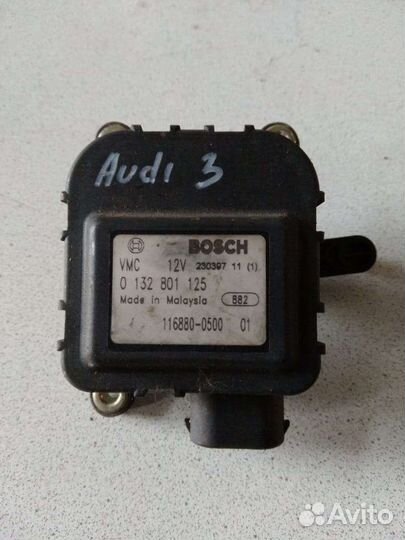 Audi 3
BOSCH
VMC 12V 230397 11 (1)
0 132 801 125
Made in Malaysia 882
116880-0500 01
Avito